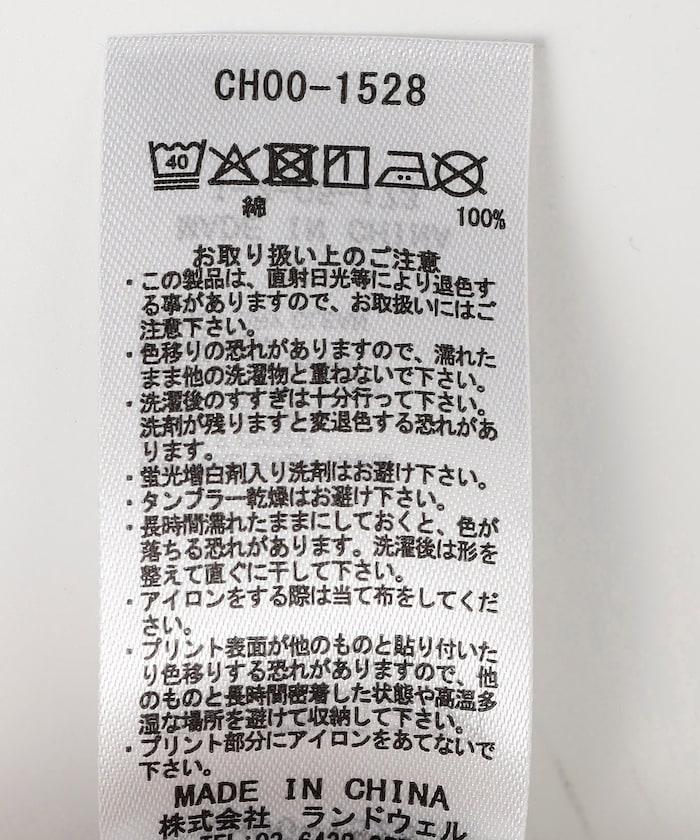 CH00-1528
40
綿
100%
お取り扱い上のご注意
・この製品は、直射日光等により退色す
る事がありますので、お取扱いにはご
注意下さい。
・色移りの恐れがありますので、濡れた
まま他の洗濯物と重ねないで下さい。
・洗濯後のすすぎは十分行って下さい。
洗剤が残りますと変退色する恐れがあ
ります。
・蛍光増白剤入り洗剤はお避け下さい。
・タンブラー乾燥はお避け下さい。
・長時間濡れたままにしておくと、色が
落ちる恐れがあります。洗濯後は形を
整えて直ぐに干して下さい。
・アイロンをする際は当て布をしてくだ
さい。
・プリント表面が他のものと貼り付いた
り色移りする恐れがありますので、他
のものと長時間密着した状態や高温多
湿な場所を避けて収納して下さい。
・プリント部分にアイロンをあてないで
下さい。
MADE IN CHINA
株式会社 ランドウェル